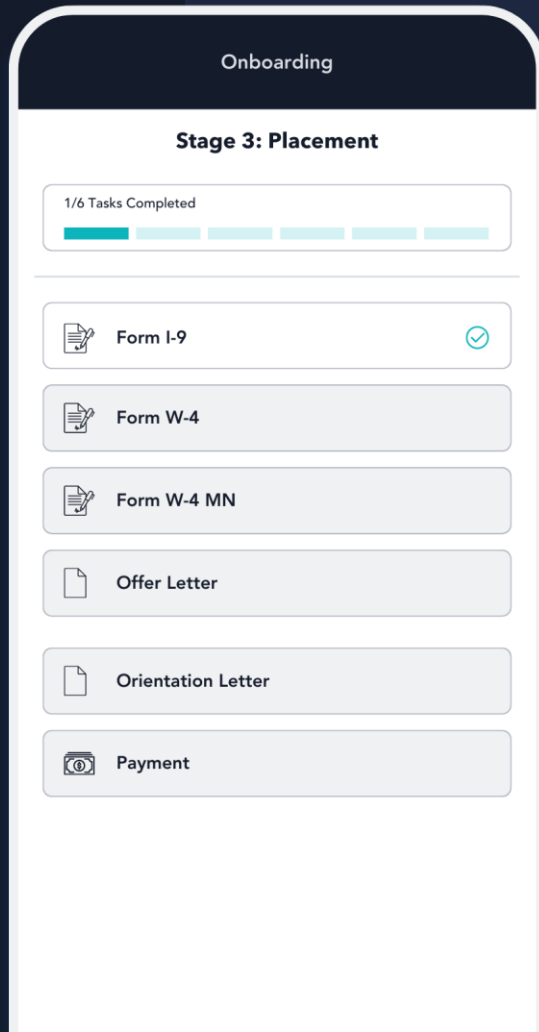 Onboarding
Stage 3: Placement
1/6 Tasks Completed
Form I-9
Form W-4
Form W-4 MN
Offer Letter
Orientation Letter
Payment